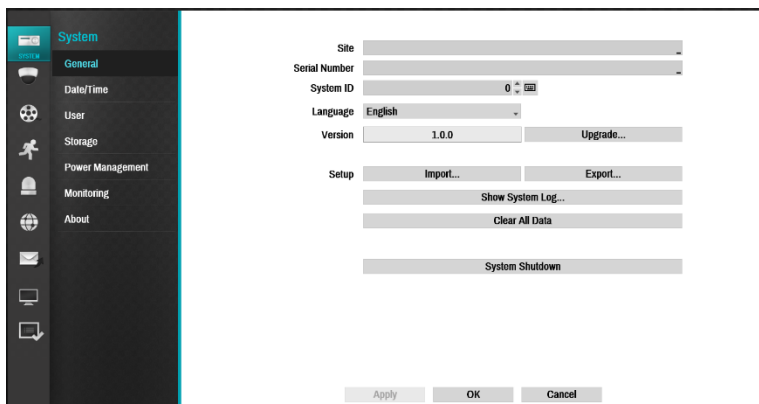 SYSTEM
System
General
Date/Time
User
Storage
Power Management
Monitoring
About
Site
Serial Number
System ID 0
Language English
Version 1.0.0 Upgrade...
Setup Import... Export...
Show System Log...
Clear All Data
System Shutdown
Apply OK Cancel